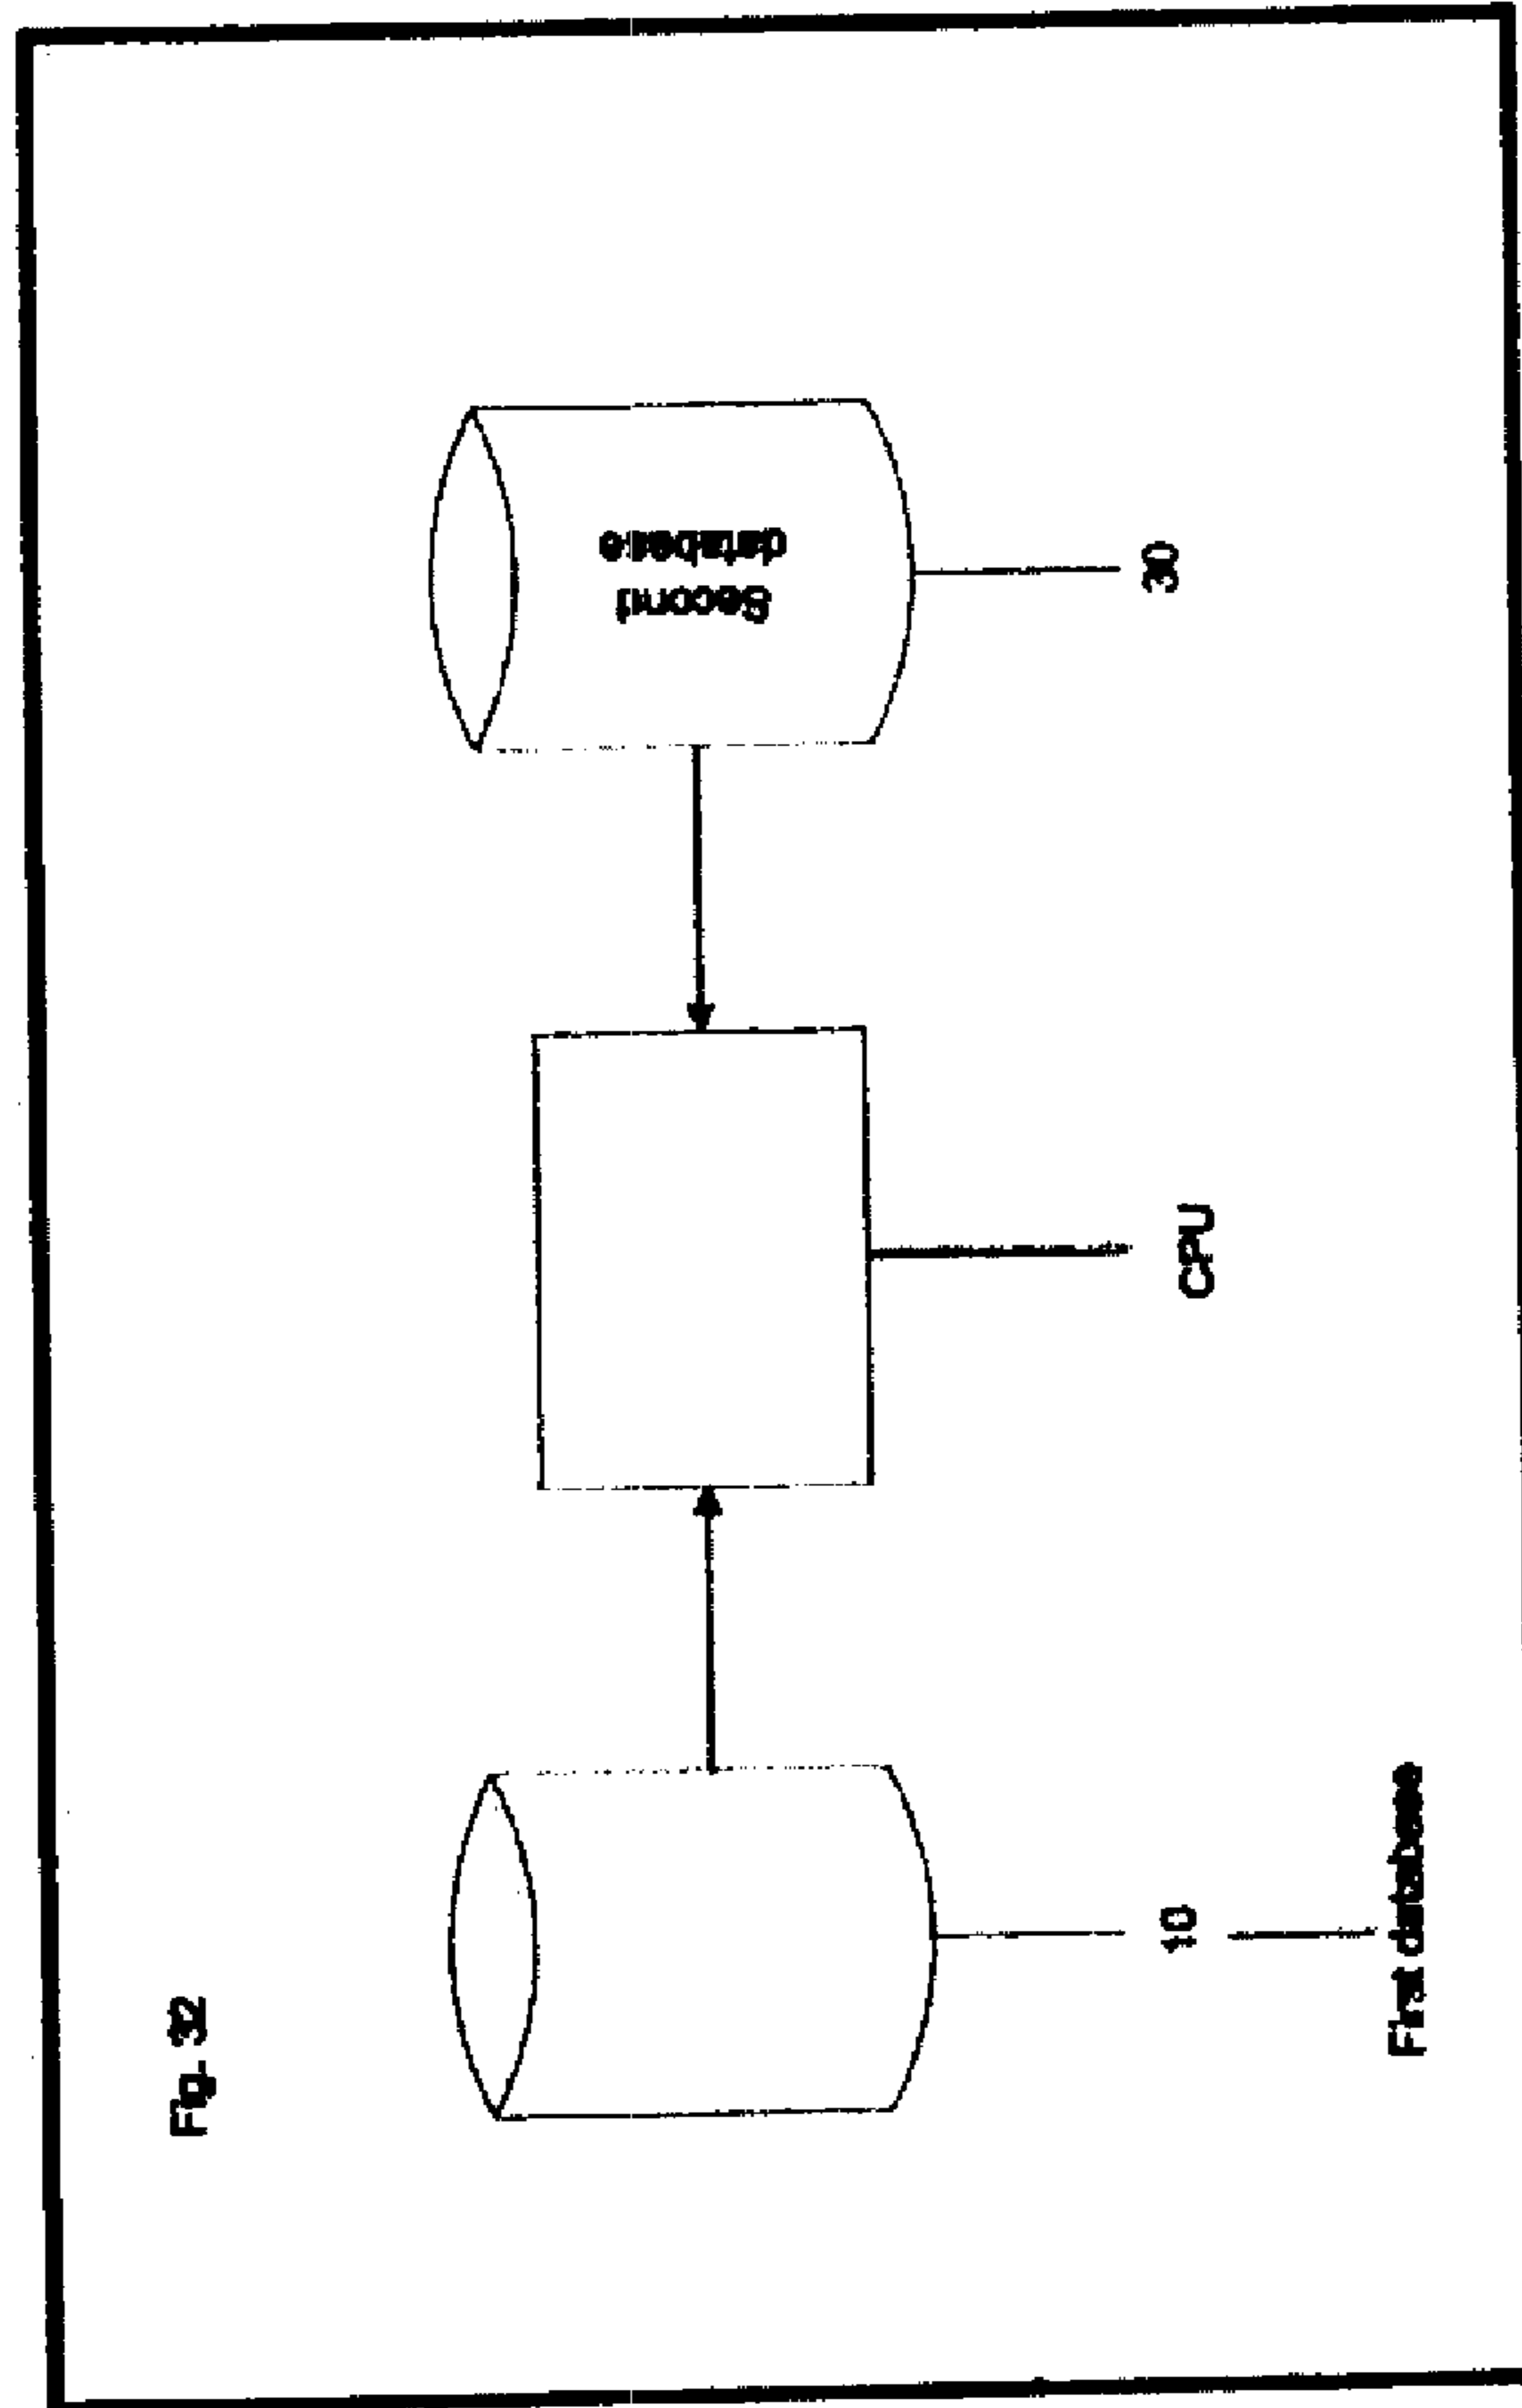 Fig. 32
Second
database
10
CPU
30
First database